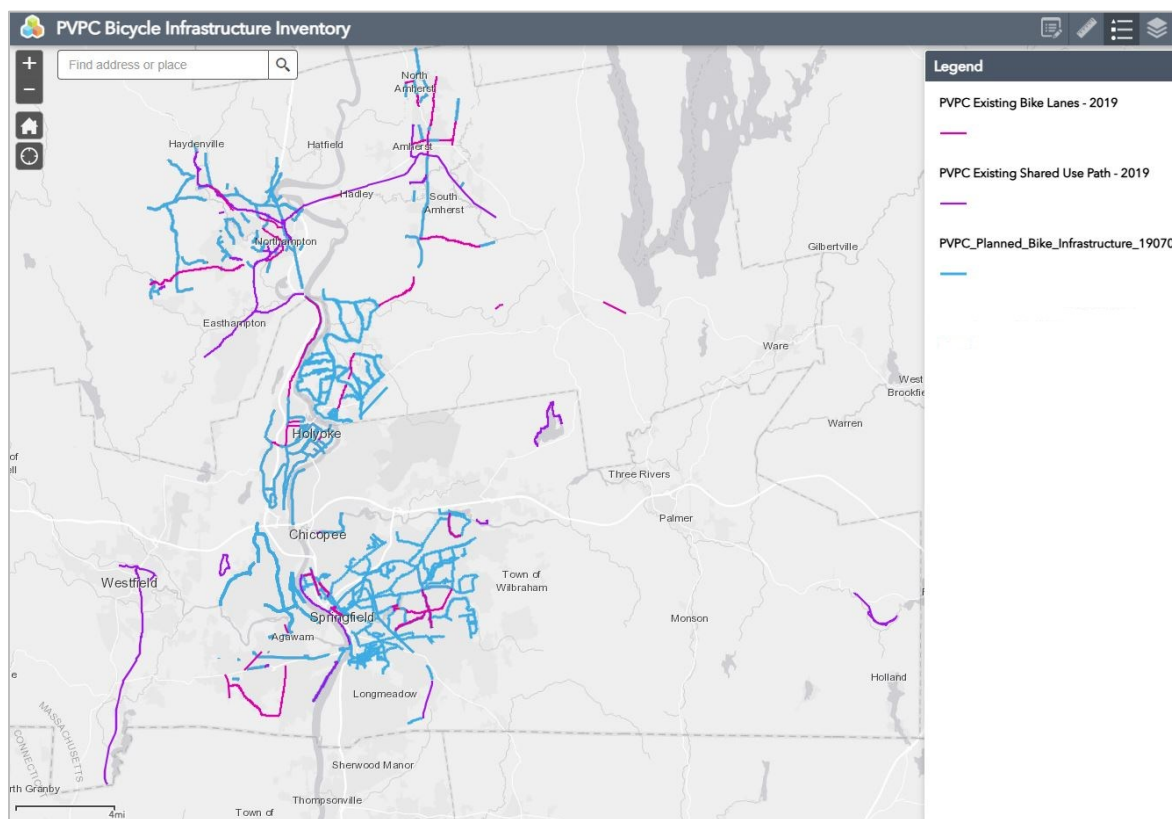 PVPC Bicycle Infrastructure Inventory
+
Find address or place
−
Legend
PVPC Existing Bike Lanes - 2019
PVPC Existing Shared Use Path - 2019
PVPC_Planned_Bike_Infrastructure_19070
North
Amherst
Haydenville
Hatfield
Amherst
Hadley
South
Amherst
Northampton
Gilbertville
Easthampton
Ware
West
Brookfie
Holyoke
Warren
of
ll
Three Rivers
Palmer
Chicopee
Westfield
Town of
Wilbraham
Springfield
Monson
Agawam
Holland
Longmeadow
e
MASSACHUSETTS
CONNECTICUT
Sherwood Manor
rth Granby
Thompsonville
4mi
Town of